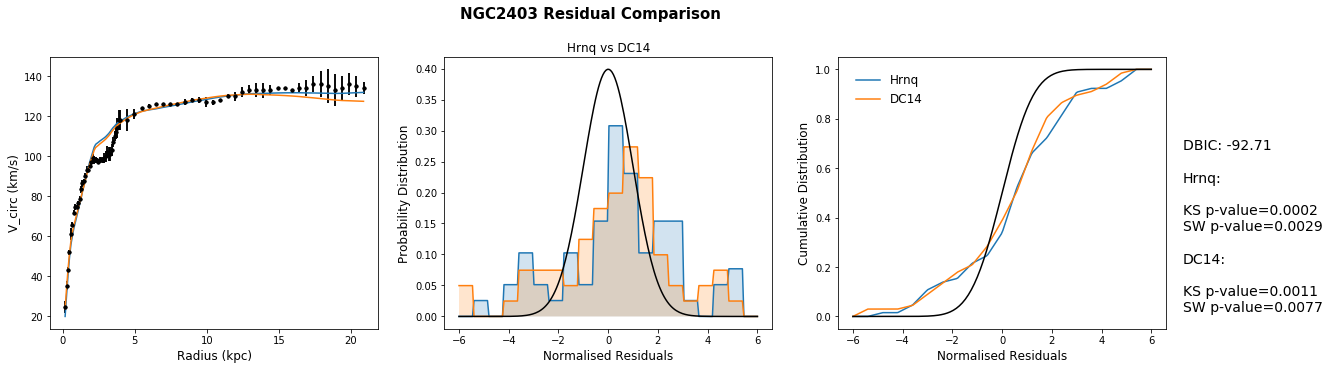 NGC2403 Residual Comparison
V_circ (km/s)
140
120
100
80
60
40
20
0
5
10
15
20
Radius (kpc)
Hrnq vs DC14
Probability Distribution
0.40
0.35
0.30
0.25
0.20
0.15
0.10
0.05
0.00
−6
−4
−2
0
2
4
6
Normalised Residuals
Cumulative Distribution
1.0
0.8
0.6
0.4
0.2
0.0
Hrnq
DC14
−6
−4
−2
0
2
4
6
Normalised Residuals
DBIC: -92.71
Hrnq:
KS p-value=0.0002
SW p-value=0.0029
DC14:
KS p-value=0.0011
SW p-value=0.0077